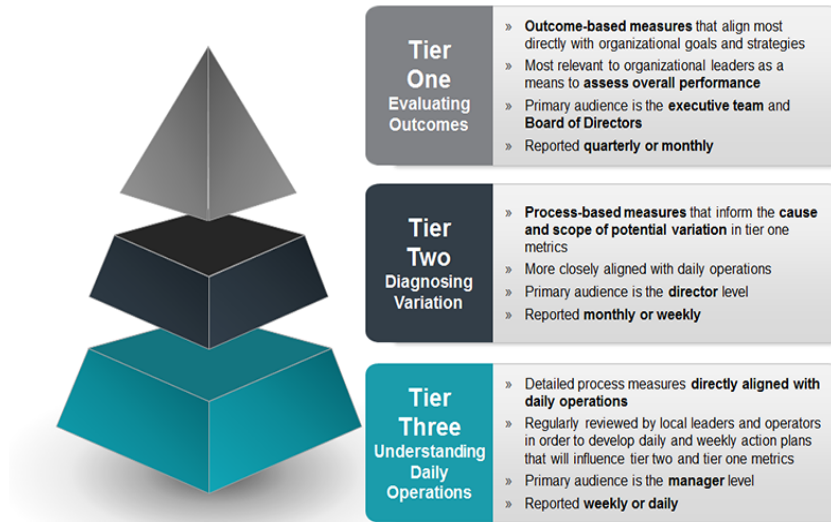 Tier
One
Evaluating
Outcomes
» Outcome-based measures that align most
directly with organizational goals and strategies
» Most relevant to organizational leaders as a
means to assess overall performance
» Primary audience is the executive team and
Board of Directors
» Reported quarterly or monthly
Tier
Two
Diagnosing
Variation
» Process-based measures that inform the cause
and scope of potential variation in tier one
metrics
» More closely aligned with daily operations
» Primary audience is the director level
» Reported monthly or weekly
Tier
Three
Understanding
Daily
Operations
» Detailed process measures directly aligned with
daily operations
» Regularly reviewed by local leaders and operators
in order to develop daily and weekly action plans
that will influence tier two and tier one metrics
» Primary audience is the manager level
» Reported weekly or daily